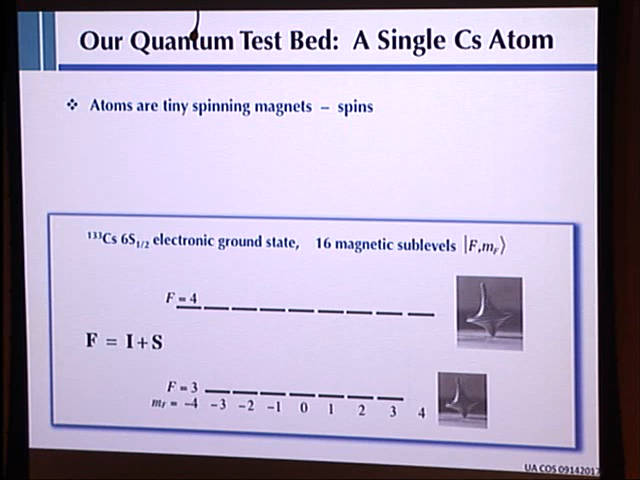 Our Quantum Test Bed: A Single Cs Atom
❖ Atoms are tiny spinning magnets – spins
¹³³Cs 6S₁/₂ electronic ground state, 16 magnetic sublevels |F,m_F⟩
F = 4
F = I+S
F = 3
m_F = -4 -3 -2 -1 0 1 2 3 4
UA COS 09142017